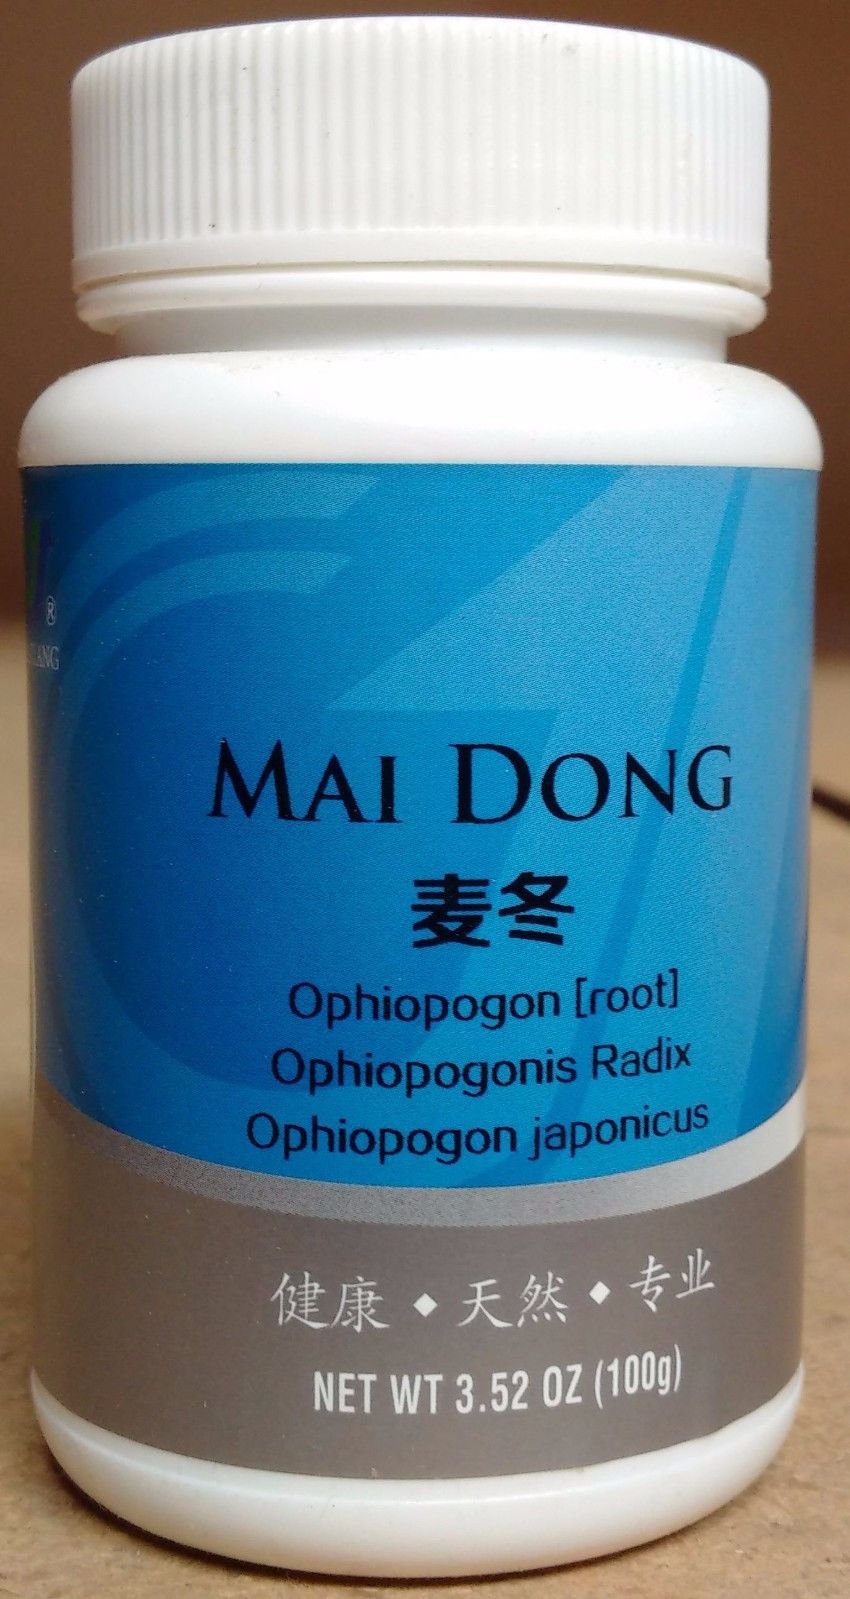 ®
MAI DONG
麦冬
Ophiopogon [root]
Ophiopogonis Radix
Ophiopogon japonicus
健康 ◆ 天然 ◆ 专业
NET WT 3.52 OZ (100g)